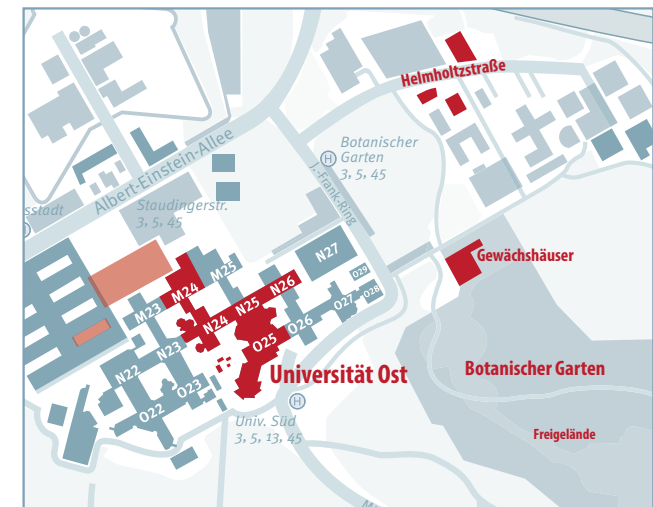 Helmholtzstraße
Albert-Einstein-Allee
H
Botanischer
Garten
3, 5, 45
J.-Frank-Ring
sstadt
Staudingerstr.
3, 5, 45
Gewächshäuser
N27
M25
M24
M23
N26
N25
N24
N23
N22
O29
O28
O27
O26
O25
O23
O22
Universität Ost
Botanischer Garten
H
Univ. Süd
3, 5, 13, 45
Freigelände